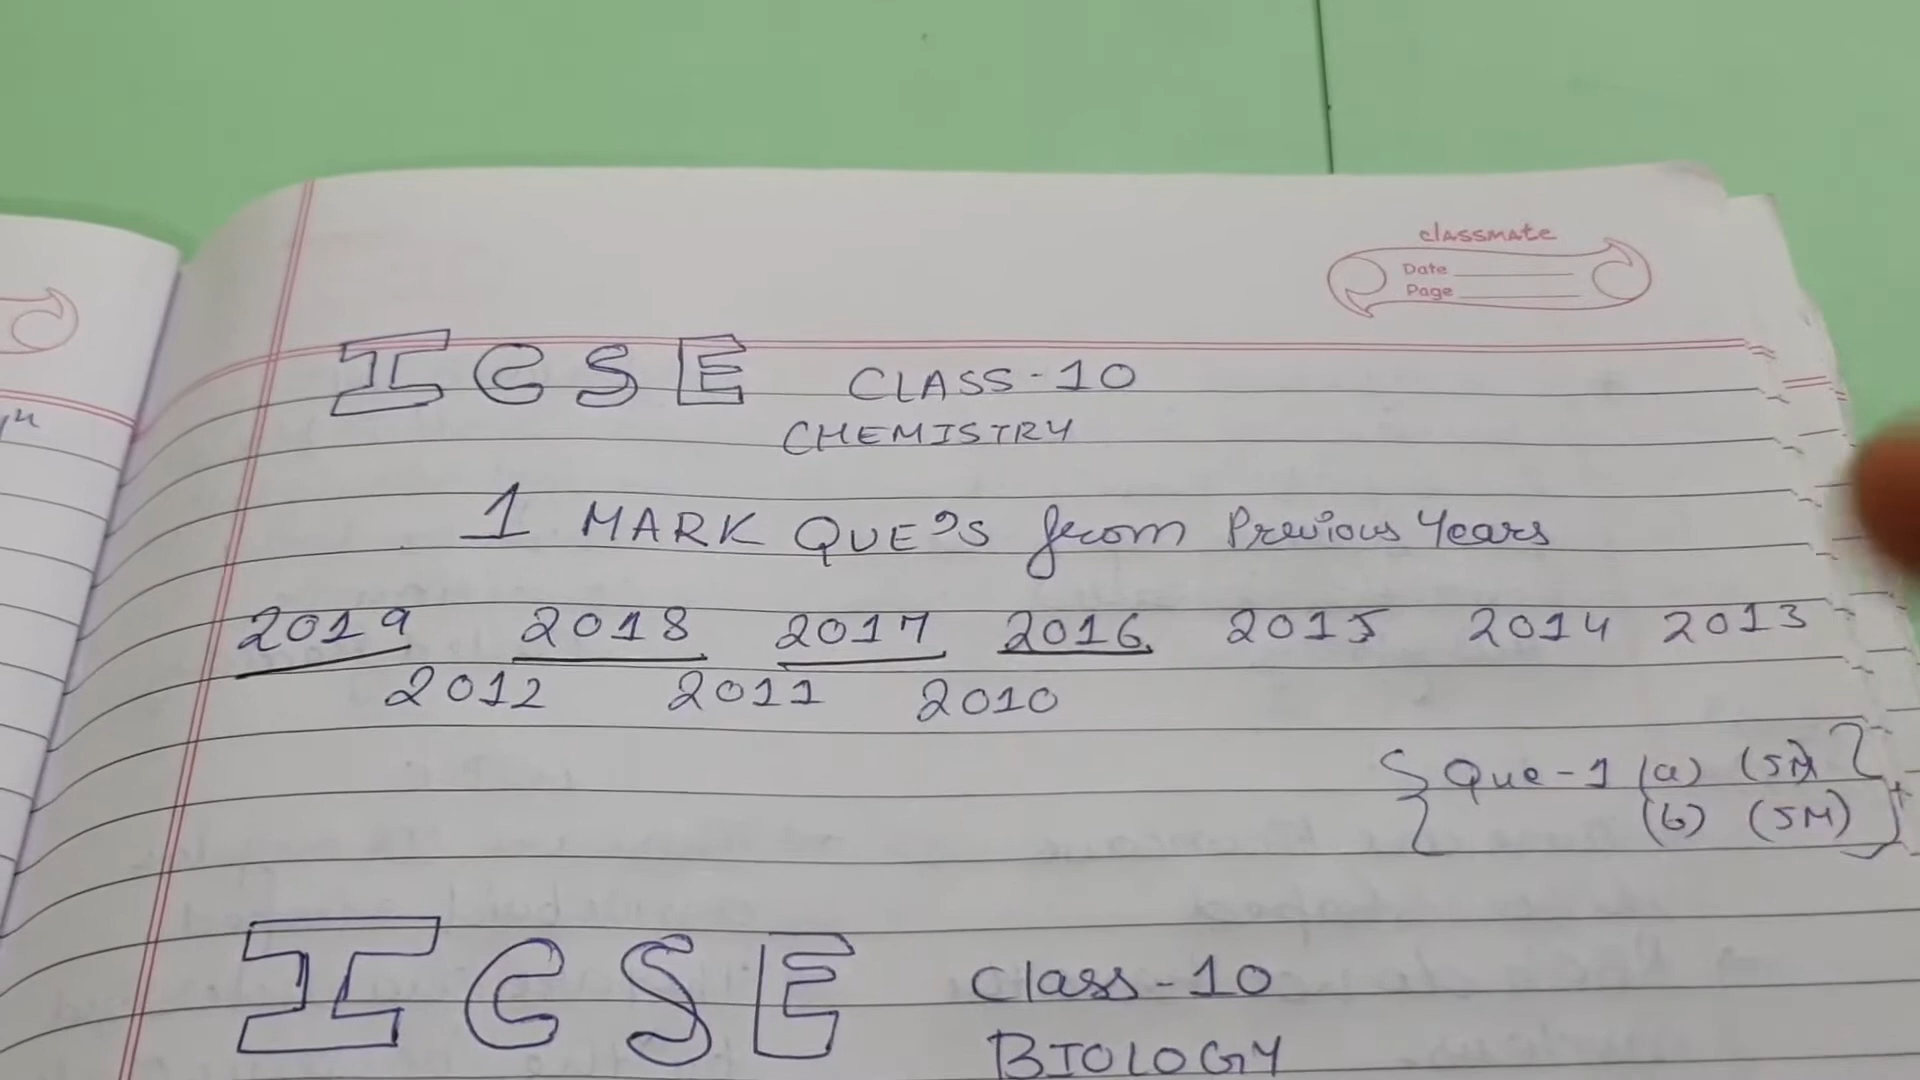 classmate
Date
Page
ICSE CLASS-10
CHEMISTRY
1 MARK QUE's from Previous Years
2019 2018 2017 2016 2015 2014 2013
2012 2011 2010
{ Que-1 (a) (5M) }
(b) (5M)
ICSE Class-10
BIOLOGY